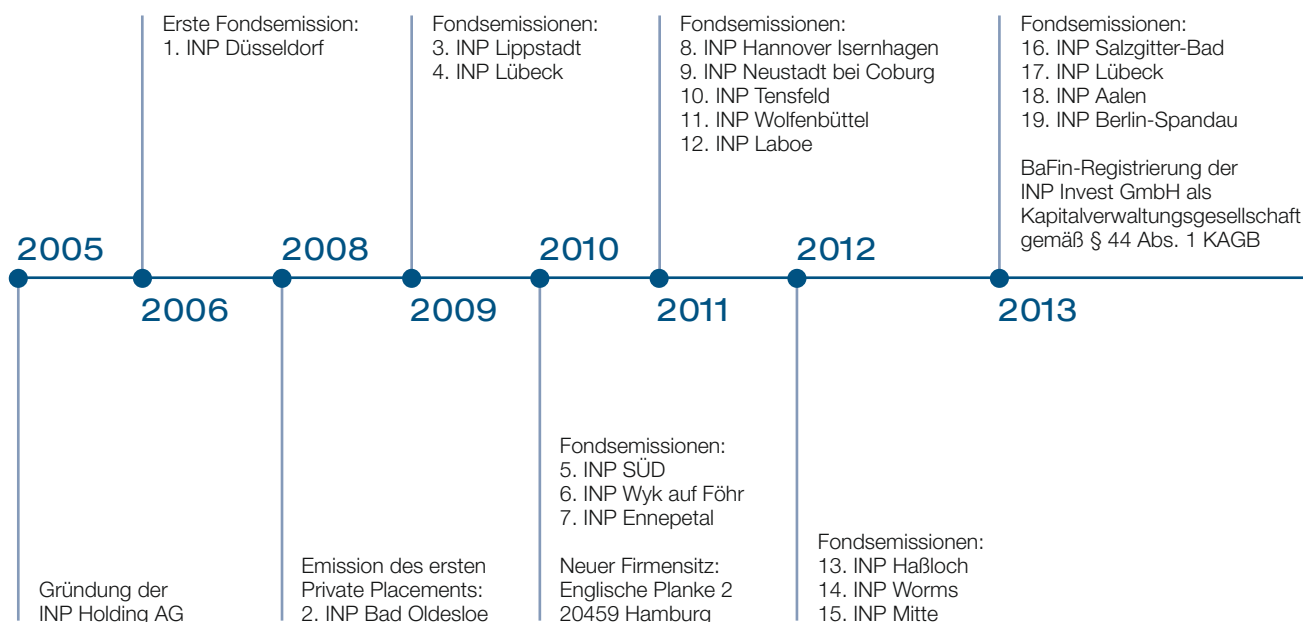 Erste Fondsemission:
1. INP Düsseldorf
Fondsemissionen:
3. INP Lippstadt
4. INP Lübeck
Fondsemissionen:
8. INP Hannover Isernhagen
9. INP Neustadt bei Coburg
10. INP Tensfeld
11. INP Wolfenbüttel
12. INP Laboe
Fondsemissionen:
16. INP Salzgitter-Bad
17. INP Lübeck
18. INP Aalen
19. INP Berlin-Spandau
BaFin-Registrierung der
INP Invest GmbH als
Kapitalverwaltungsgesellschaft
gemäß § 44 Abs. 1 KAGB
2005
2008
2010
2012
2006
2009
2011
2013
Gründung der
INP Holding AG
Emission des ersten
Private Placements:
2. INP Bad Oldesloe
Fondsemissionen:
5. INP SÜD
6. INP Wyk auf Föhr
7. INP Ennepetal
Neuer Firmensitz:
Englische Planke 2
20459 Hamburg
Fondsemissionen:
13. INP Haßloch
14. INP Worms
15. INP Mitte